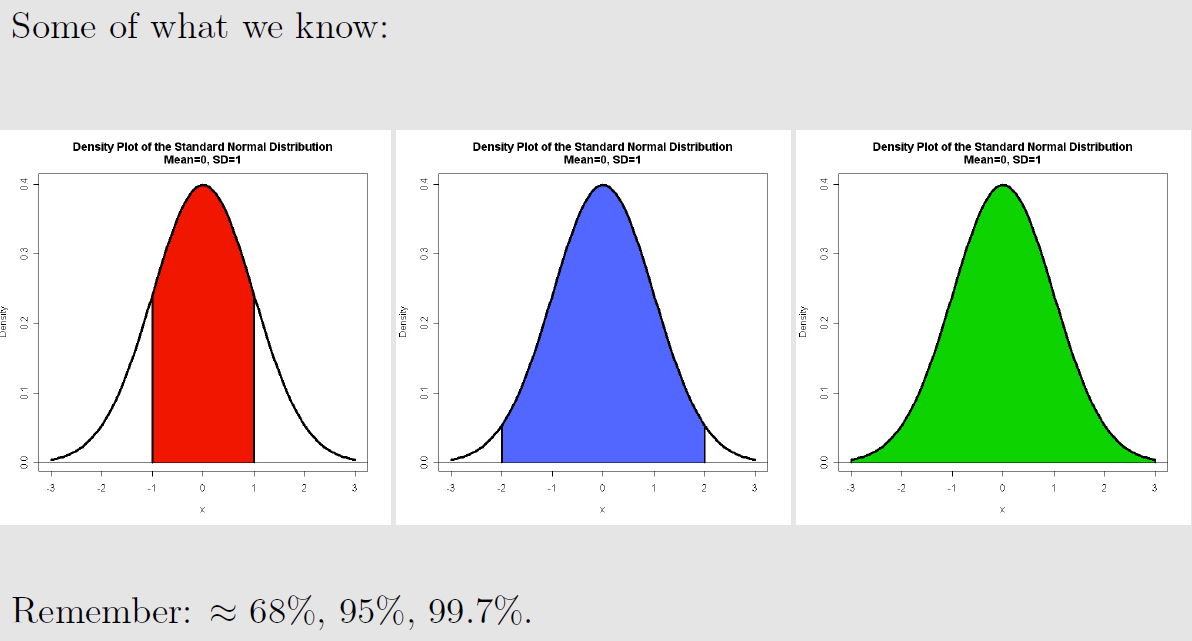 Some of what we know:
Density Plot of the Standard Normal Distribution
Mean=0, SD=1
Density
0.4
0.3
0.2
0.1
0.0
-3 -2 -1 0 1 2 3
x
Density Plot of the Standard Normal Distribution
Mean=0, SD=1
Density
0.4
0.3
0.2
0.1
0.0
-3 -2 -1 0 1 2 3
x
Density Plot of the Standard Normal Distribution
Mean=0, SD=1
Density
0.4
0.3
0.2
0.1
0.0
-3 -2 -1 0 1 2 3
x
Remember: ≈ 68%, 95%, 99.7%.